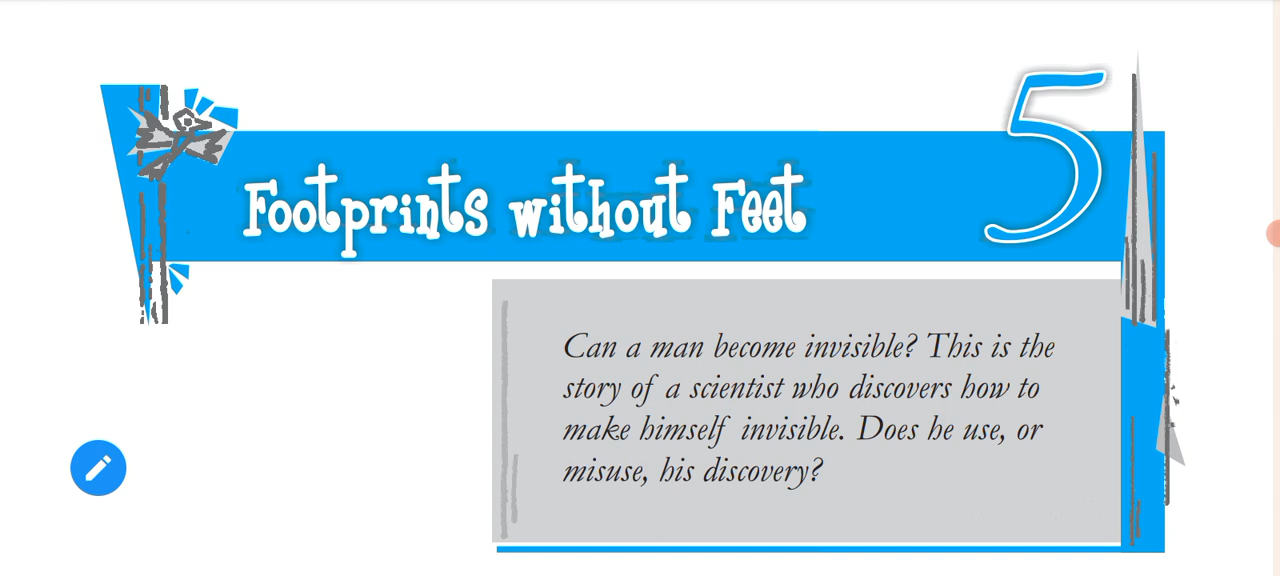 5
Footprints without Feet
Can a man become invisible? This is the
story of a scientist who discovers how to
make himself invisible. Does he use, or
misuse, his discovery?